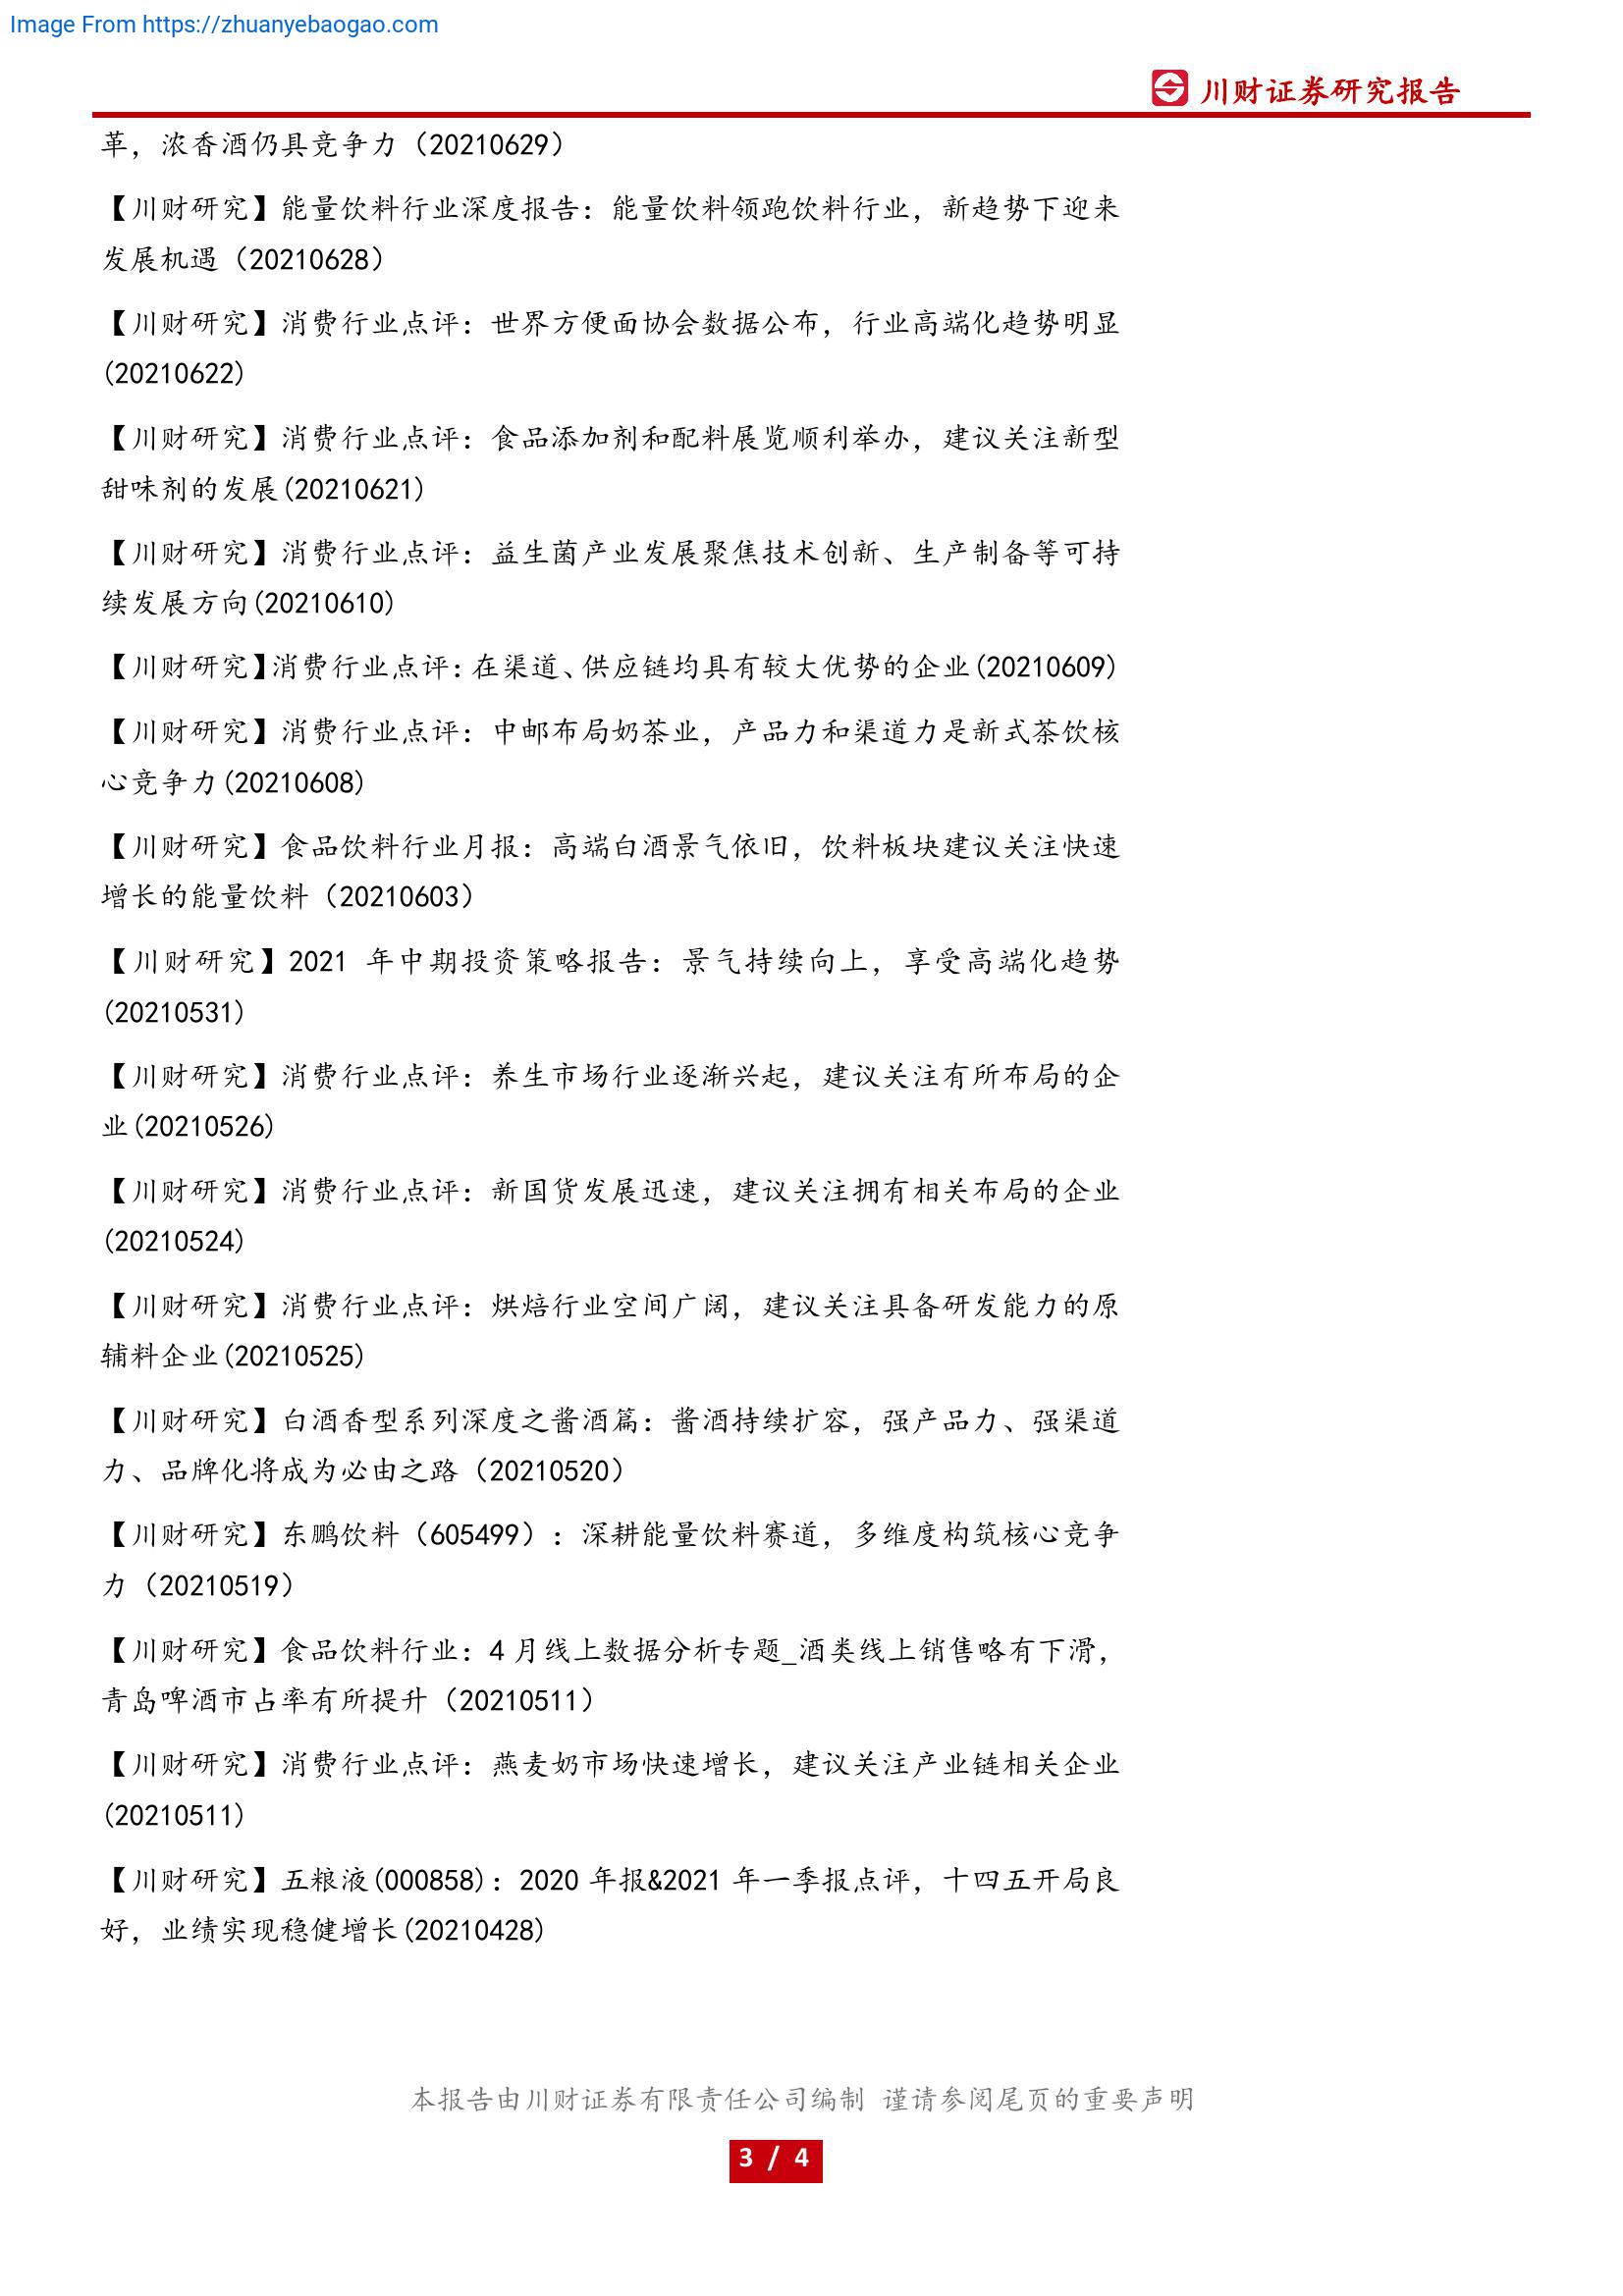 Image From https://zhuanyebaogao.com
川财证券研究报告
革，浓香酒仍具竞争力（20210629）
【川财研究】能量饮料行业深度报告：能量饮料领跑饮料行业，新趋势下迎来
发展机遇（20210628）
【川财研究】消费行业点评：世界方便面协会数据公布，行业高端化趋势明显
(20210622)
【川财研究】消费行业点评：食品添加剂和配料展览顺利举办，建议关注新型
甜味剂的发展(20210621)
【川财研究】消费行业点评：益生菌产业发展聚焦技术创新、生产制备等可持
续发展方向(20210610)
【川财研究】消费行业点评：在渠道、供应链均具有较大优势的企业(20210609)
【川财研究】消费行业点评：中邮布局奶茶业，产品力和渠道力是新式茶饮核
心竞争力(20210608)
【川财研究】食品饮料行业月报：高端白酒景气依旧，饮料板块建议关注快速
增长的能量饮料（20210603）
【川财研究】2021 年中期投资策略报告：景气持续向上，享受高端化趋势
(20210531)
【川财研究】消费行业点评：养生市场行业逐渐兴起，建议关注有所布局的企
业(20210526)
【川财研究】消费行业点评：新国货发展迅速，建议关注拥有相关布局的企业
(20210524)
【川财研究】消费行业点评：烘焙行业空间广阔，建议关注具备研发能力的原
辅料企业(20210525)
【川财研究】白酒香型系列深度之酱酒篇：酱酒持续扩容，强产品力、强渠道
力、品牌化将成为必由之路（20210520）
【川财研究】东鹏饮料（605499）：深耕能量饮料赛道，多维度构筑核心竞争
力（20210519）
【川财研究】食品饮料行业：4 月线上数据分析专题_酒类线上销售略有下滑，
青岛啤酒市占率有所提升（20210511）
【川财研究】消费行业点评：燕麦奶市场快速增长，建议关注产业链相关企业
(20210511)
【川财研究】五粮液(000858)：2020 年报&2021 年一季报点评，十四五开局良
好，业绩实现稳健增长(20210428)
本报告由川财证券有限责任公司编制 谨请参阅尾页的重要声明
3 / 4